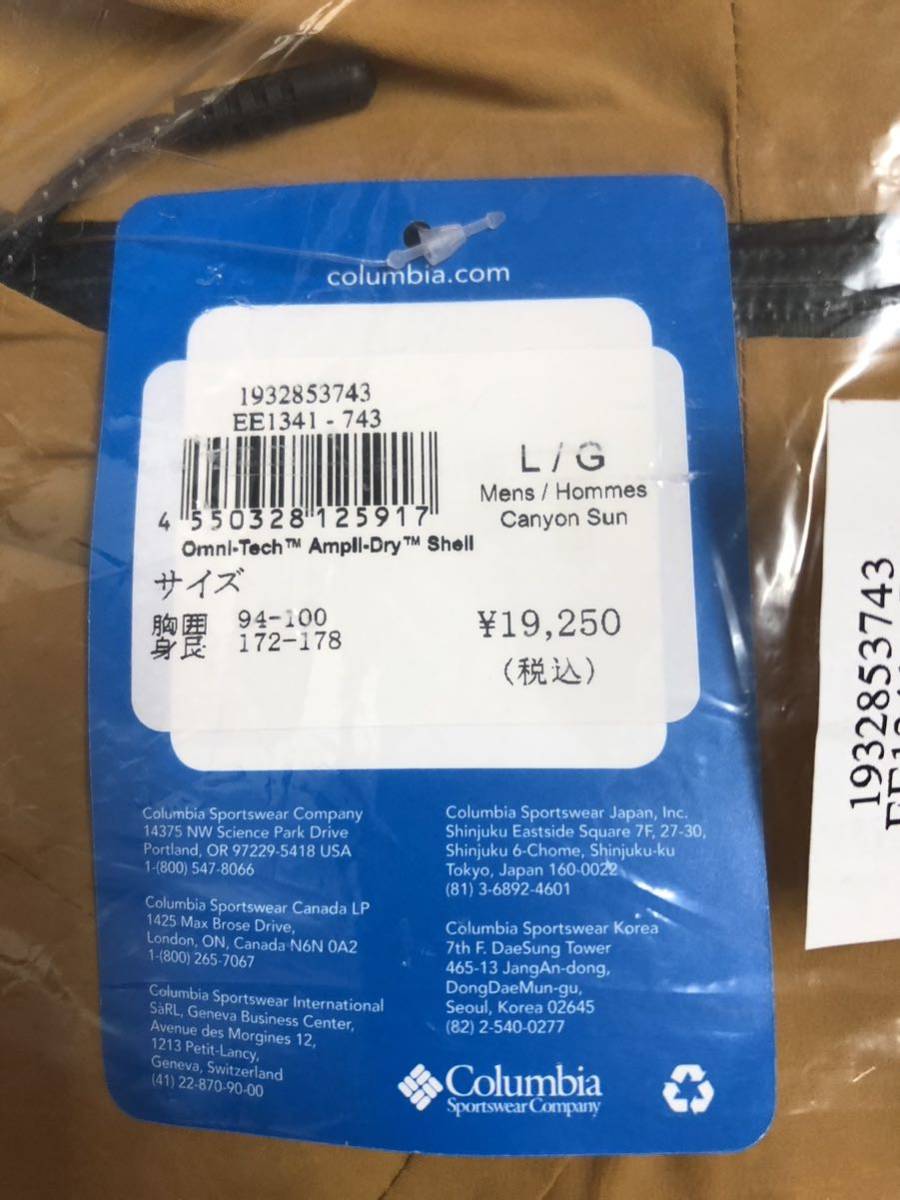 columbia.com
1932853743
EE1341 - 743
4 550328 125917
Omni-Tech™ Ampli-Dry™ Shell
L / G
Mens / Hommes
Canyon Sun
サイズ
胸囲 94-100
身長 172-178
¥19,250
(税込)
Columbia Sportswear Company
14375 NW Science Park Drive
Portland, OR 97229-5418 USA
1-(800) 547-8066
Columbia Sportswear Canada LP
1425 Max Brose Drive,
London, ON, Canada N6N 0A2
1-(800) 265-7067
Columbia Sportswear International
SàRL, Geneva Business Center,
Avenue des Morgines 12,
1213 Petit-Lancy,
Geneva, Switzerland
(41) 22-870-90-00
Columbia Sportswear Japan, Inc.
Shinjuku Eastside Square 7F, 27-30,
Shinjuku 6-Chome, Shinjuku-ku
Tokyo, Japan 160-0022
(81) 3-6892-4601
Columbia Sportswear Korea
7th F. DaeSung Tower
465-13 JangAn-dong,
DongDaeMun-gu,
Seoul, Korea 02645
(82) 2-540-0277
Columbia
Sportswear Company
1932853743